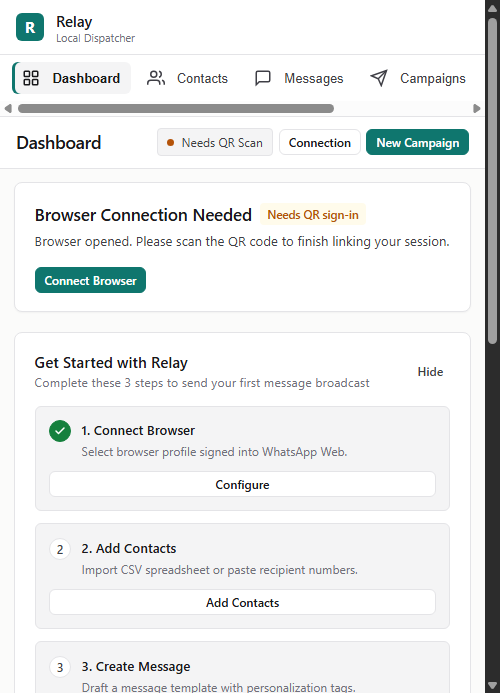 R
Relay
Local Dispatcher
Dashboard
Contacts
Messages
Campaigns
Dashboard
Needs QR Scan
Connection
New Campaign
Browser Connection Needed
Needs QR sign-in
Browser opened. Please scan the QR code to finish linking your session.
Connect Browser
Get Started with Relay
Complete these 3 steps to send your first message broadcast
Hide
1. Connect Browser
Select browser profile signed into WhatsApp Web.
Configure
2
2. Add Contacts
Import CSV spreadsheet or paste recipient numbers.
Add Contacts
3
3. Create Message
Draft a message template with personalization tags.